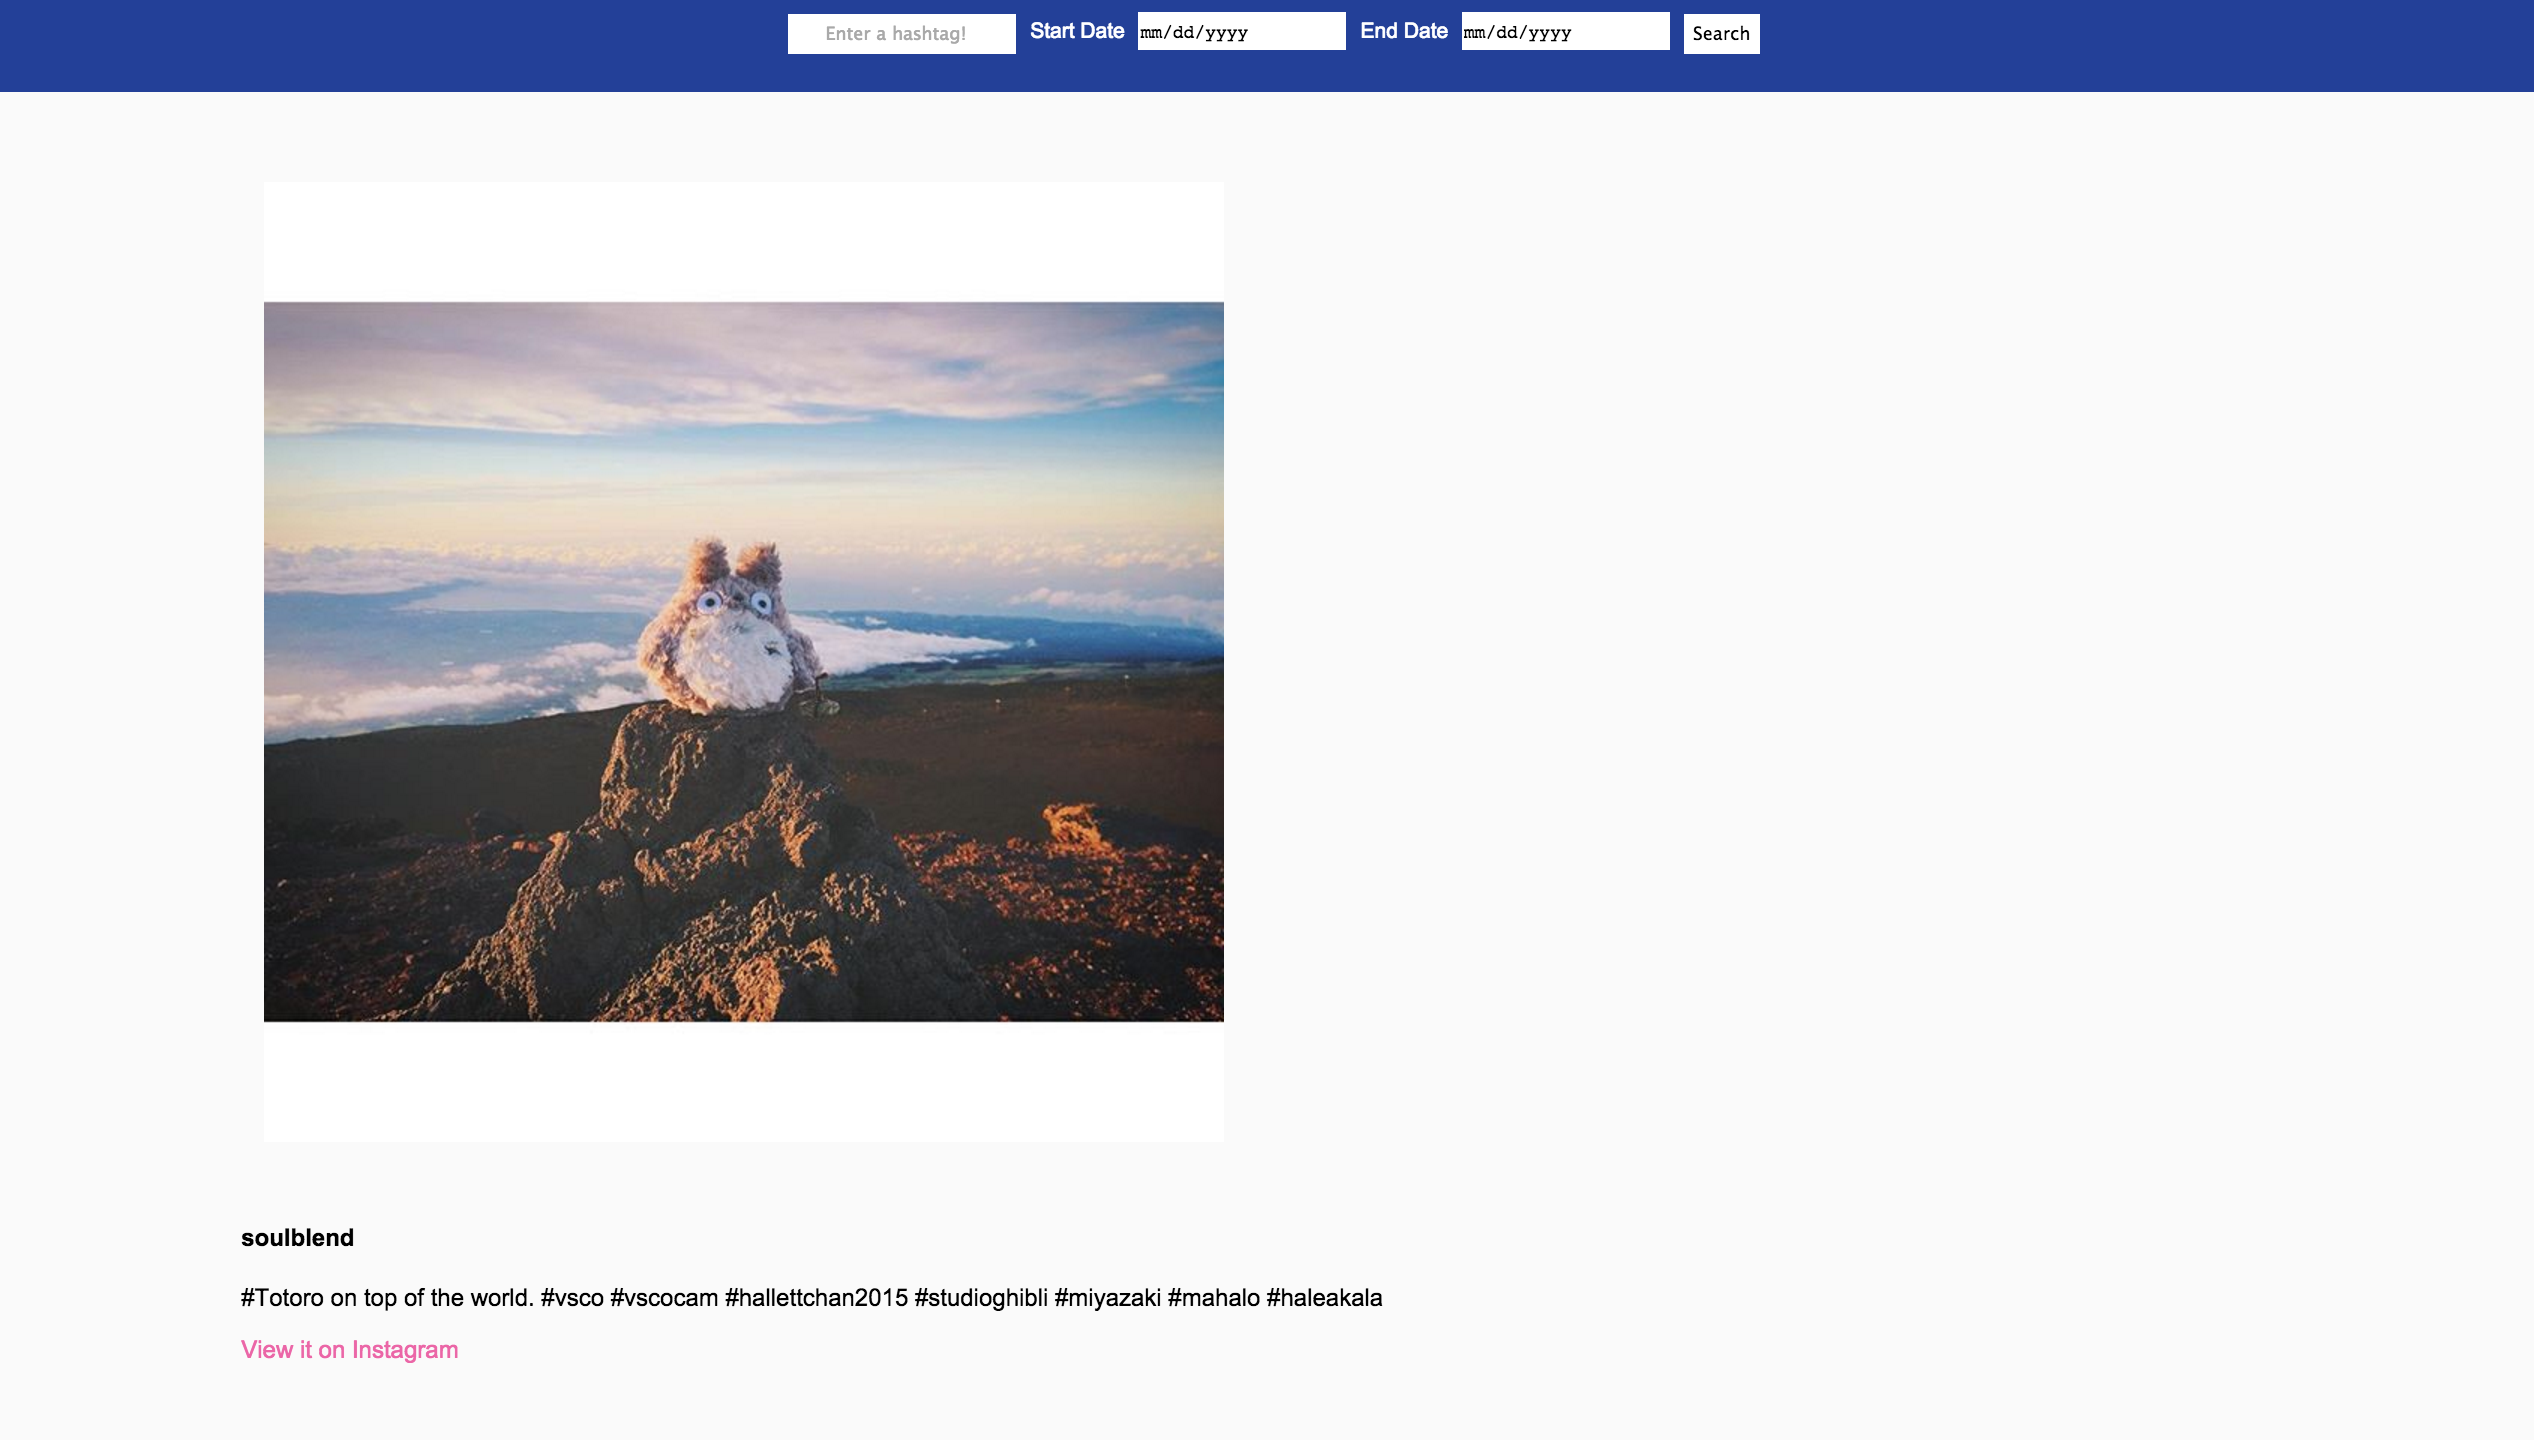 Enter a hashtag! Start Date mm/dd/yyyy End Date mm/dd/yyyy Search
soulblend
#Totoro on top of the world. #vsco #vscocam #hallettchan2015 #studioghibli #miyazaki #mahalo #haleakala
View it on Instagram